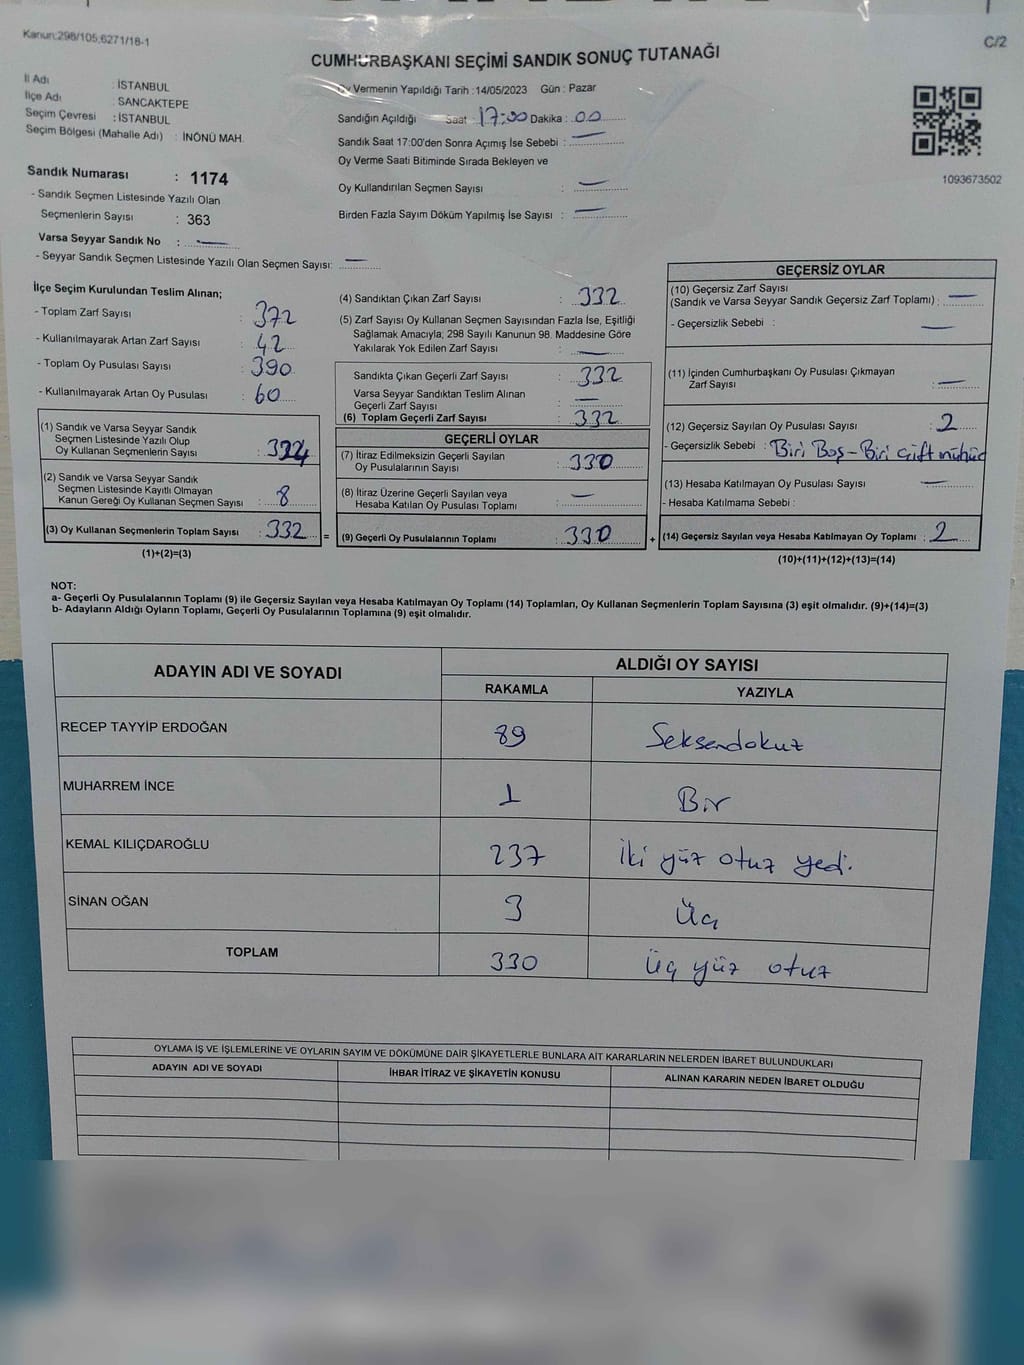 Kanun:298/105,6271/18-1
C/2
CUMHURBAŞKANI SEÇİMİ SANDIK SONUÇ TUTANAĞI
İl Adı : İSTANBUL
İlçe Adı : SANCAKTEPE
Seçim Çevresi : İSTANBUL
Seçim Bölgesi (Mahalle Adı) : İNÖNÜ MAH.
Sandık Numarası : 1174
- Sandık Seçmen Listesinde Yazılı Olan
Seçmenlerin Sayısı : 363
Varsa Seyyar Sandık No : —
- Seyyar Sandık Seçmen Listesinde Yazılı Olan Seçmen Sayısı: —
Oy Vermenin Yapıldığı Tarih :14/05/2023 Gün : Pazar
Sandığın Açıldığı Saat : 17:00 Dakika : 00
Sandık Saat 17:00'den Sonra Açımış İse Sebebi : —
Oy Verme Saati Bitiminde Sırada Bekleyen ve
Oy Kullandırılan Seçmen Sayısı : —
Birden Fazla Sayım Döküm Yapılmış İse Sayısı : —
1093673502
İlçe Seçim Kurulundan Teslim Alınan;
- Toplam Zarf Sayısı : 372
- Kullanılmayarak Artan Zarf Sayısı : 42
- Toplam Oy Pusulası Sayısı : 390
- Kullanılmayarak Artan Oy Pusulası : 60
(1) Sandık ve Varsa Seyyar Sandık
Seçmen Listesinde Yazılı Olup
Oy Kullanan Seçmenlerin Sayısı : 324
(2) Sandık ve Varsa Seyyar Sandık
Seçmen Listesinde Kayıtlı Olmayan
Kanun Gereği Oy Kullanan Seçmen Sayısı : 8
(3) Oy Kullanan Seçmenlerin Toplam Sayısı : 332 =
(1)+(2)=(3)
(4) Sandıktan Çıkan Zarf Sayısı : 332
(5) Zarf Sayısı Oy Kullanan Seçmen Sayısından Fazla İse, Eşitliği
Sağlamak Amacıyla; 298 Sayılı Kanunun 98. Maddesine Göre
Yakılarak Yok Edilen Zarf Sayısı : —
Sandıkta Çıkan Geçerli Zarf Sayısı : 332
Varsa Seyyar Sandıktan Teslim Alınan
Geçerli Zarf Sayısı : —
(6) Toplam Geçerli Zarf Sayısı : 332
GEÇERLİ OYLAR
(7) İtiraz Edilmeksizin Geçerli Sayılan
Oy Pusulalarının Sayısı : 330
(8) İtiraz Üzerine Geçerli Sayılan veya
Hesaba Katılan Oy Pusulası Toplamı : —
(9) Geçerli Oy Pusulalarının Toplamı : 330 +
GEÇERSİZ OYLAR
(10) Geçersiz Zarf Sayısı
(Sandık ve Varsa Seyyar Sandık Geçersiz Zarf Toplamı) : —
- Geçersizlik Sebebi : —
(11) İçinden Cumhurbaşkanı Oy Pusulası Çıkmayan
Zarf Sayısı : —
(12) Geçersiz Sayılan Oy Pusulası Sayısı : 2
- Geçersizlik Sebebi : Biri Boş - Biri çift mühür
(13) Hesaba Katılmayan Oy Pusulası Sayısı : —
- Hesaba Katılmama Sebebi :
(14) Geçersiz Sayılan veya Hesaba Katılmayan Oy Toplamı : 2
(10)+(11)+(12)+(13)=(14)
NOT:
a- Geçerli Oy Pusulalarının Toplamı (9) ile Geçersiz Sayılan veya Hesaba Katılmayan Oy Toplamı (14) Toplamları, Oy Kullanan Seçmenlerin Toplam Sayısına (3) eşit olmalıdır. (9)+(14)=(3)
b- Adayların Aldığı Oyların Toplamı, Geçerli Oy Pusulalarının Toplamına (9) eşit olmalıdır.
ADAYIN ADI VE SOYADI ALDIĞI OY SAYISI
RAKAMLA YAZIYLA
RECEP TAYYİP ERDOĞAN 89 Seksendokuz
MUHARREM İNCE 1 Bir
KEMAL KILIÇDAROĞLU 237 İki yüz otuz yedi.
SİNAN OĞAN 3 Üç
TOPLAM 330 Üç yüz otuz
OYLAMA İŞ VE İŞLEMLERİNE VE OYLARIN SAYIM VE DÖKÜMÜNE DAİR ŞİKAYETLERLE BUNLARA AİT KARARLARIN NELERDEN İBARET BULUNDUKLARI
ADAYIN ADI VE SOYADI İHBAR İTİRAZ VE ŞİKAYETİN KONUSU ALINAN KARARIN NEDEN İBARET OLDUĞU